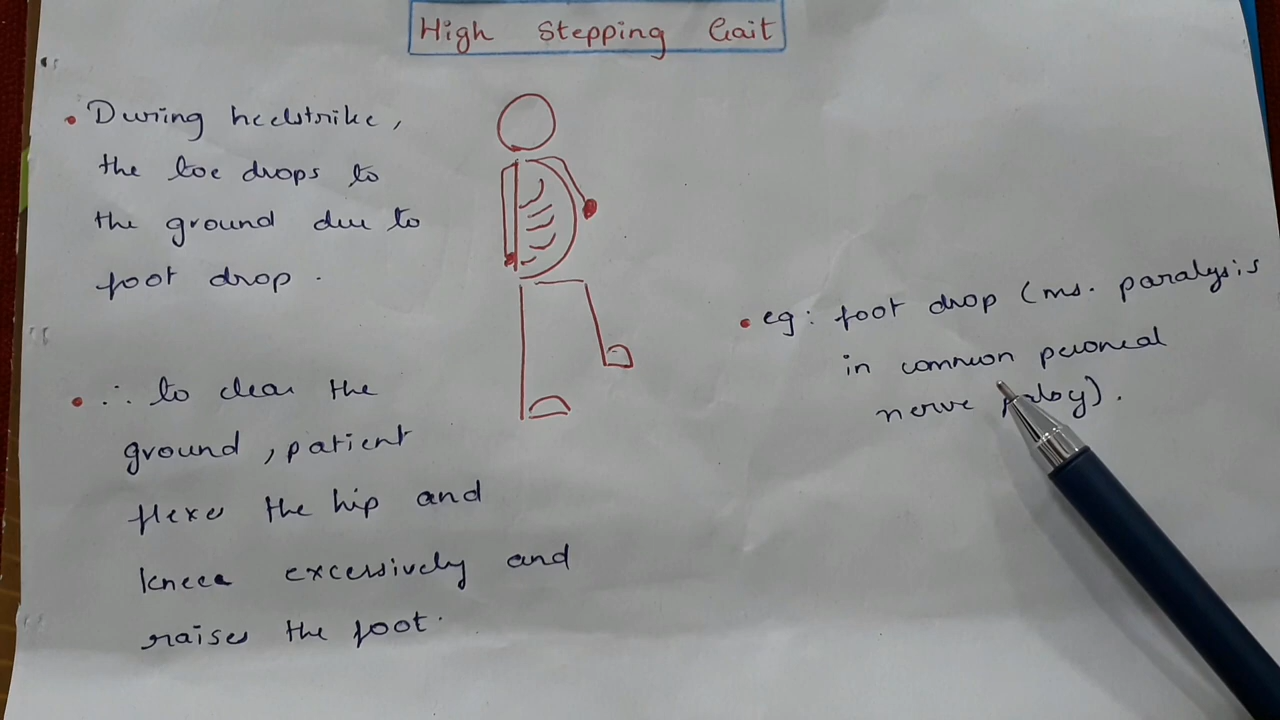 High Stepping Gait
• During heelstrike,
the toe drops to
the ground due to
foot drop.
• ∴ to clear the
ground, patient
flexes the hip and
knee excessively and
raises the foot.
• eg: foot drop (ms. paralysis
in common peroneal
nerve palsy).